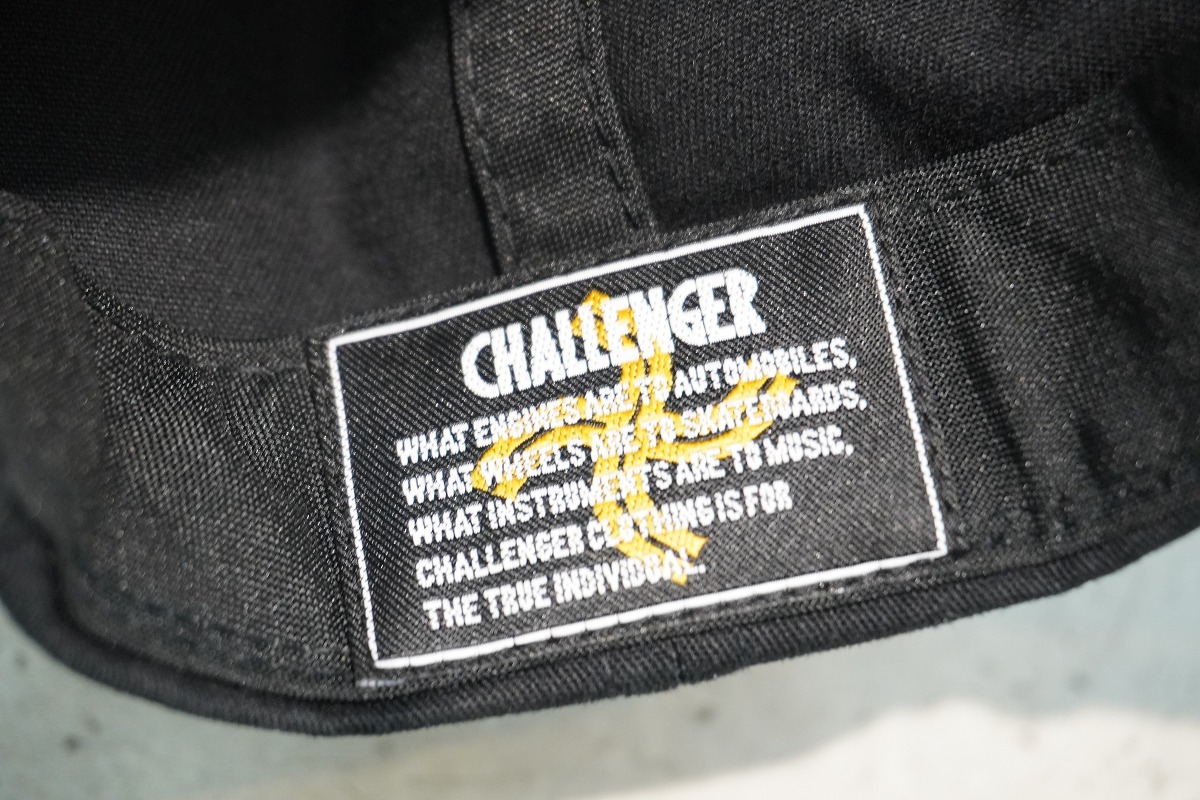 CHALLENGER
WHAT ENGINES ARE TO AUTOMOBILES,
WHAT WHEELS ARE TO SKATEBOARDS,
WHAT INSTRUMENTS ARE TO MUSIC,
CHALLENGER CLOTHING IS FOR
THE TRUE INDIVIDUAL.